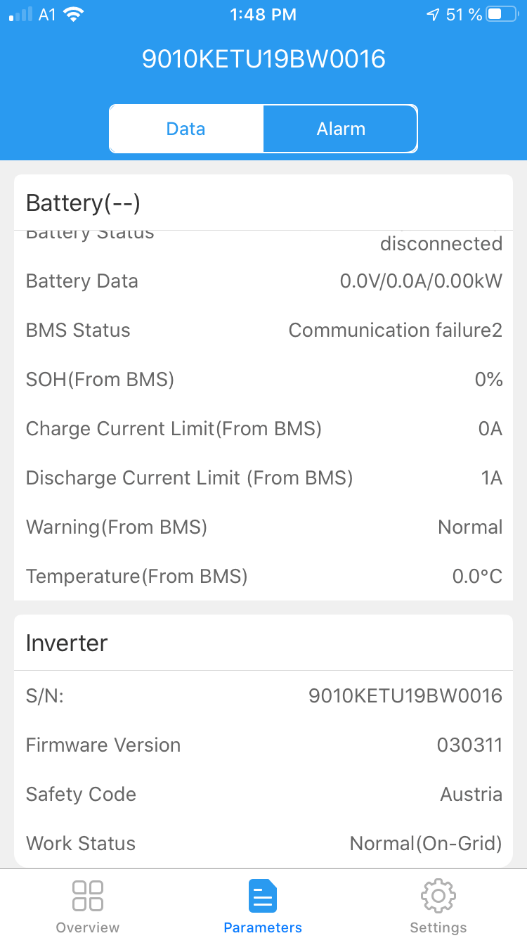 A1 1:48 PM 51 %
9010KETU19BW0016
Data Alarm
Battery(--)
Battery Status disconnected
Battery Data 0.0V/0.0A/0.00kW
BMS Status Communication failure2
SOH(From BMS) 0%
Charge Current Limit(From BMS) 0A
Discharge Current Limit (From BMS) 1A
Warning(From BMS) Normal
Temperature(From BMS) 0.0°C
Inverter
S/N: 9010KETU19BW0016
Firmware Version 030311
Safety Code Austria
Work Status Normal(On-Grid)
Overview Parameters Settings